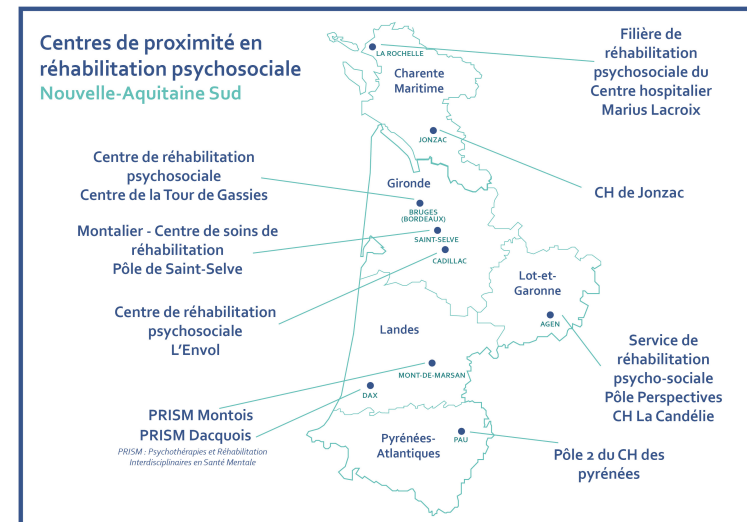 Centres de proximité en
réhabilitation psychosociale
Nouvelle-Aquitaine Sud
Filière de
réhabilitation
psychosociale du
Centre hospitalier
Marius Lacroix
LA ROCHELLE
Charente
Maritime
JONZAC
CH de Jonzac
Centre de réhabilitation
psychosociale
Centre de la Tour de Gassies
Gironde
BRUGES
(BORDEAUX)
Montalier - Centre de soins de
réhabilitation
Pôle de Saint-Selve
SAINT-SELVE
CADILLAC
Centre de réhabilitation
psychosociale
L'Envol
Lot-et-
Garonne
AGEN
Service de
réhabilitation
psycho-sociale
Pôle Perspectives
CH La Candélie
Landes
MONT-DE-MARSAN
DAX
PRISM Montois
PRISM Dacquois
PRISM : Psychothérapies et Réhabilitation
Interdisciplinaires en Santé Mentale
Pyrénées-
Atlantiques
PAU
Pôle 2 du CH des
pyrénées